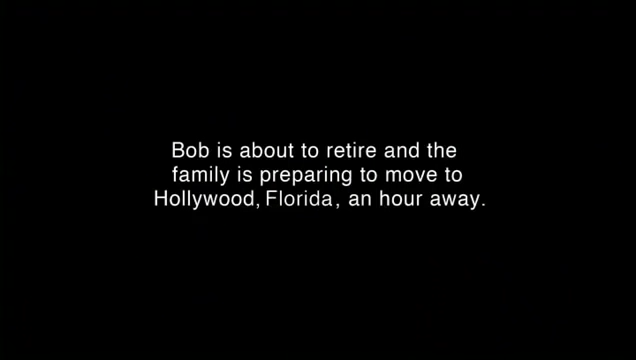 Bob is about to retire and the
family is preparing to move to
Hollywood, Florida, an hour away.